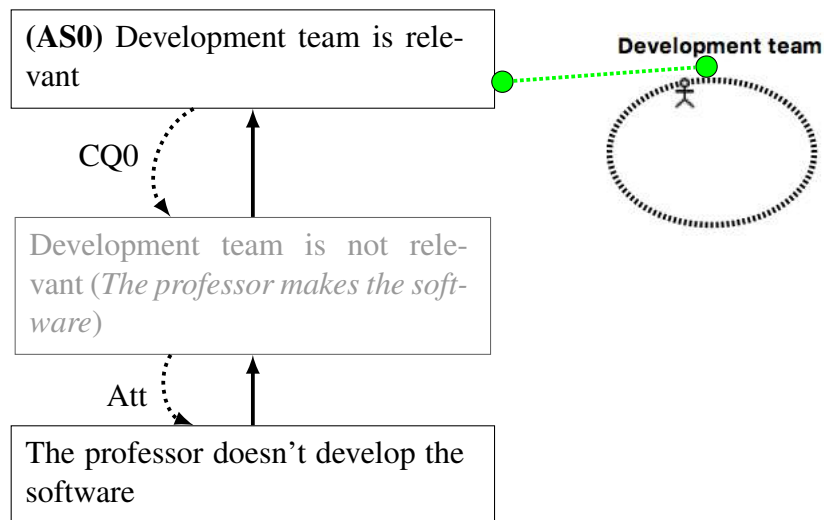 (AS0) Development team is rele-
vant
Development team
CQ0
Development team is not rele-
vant (The professor makes the soft-
ware)
Att
The professor doesn't develop the
software